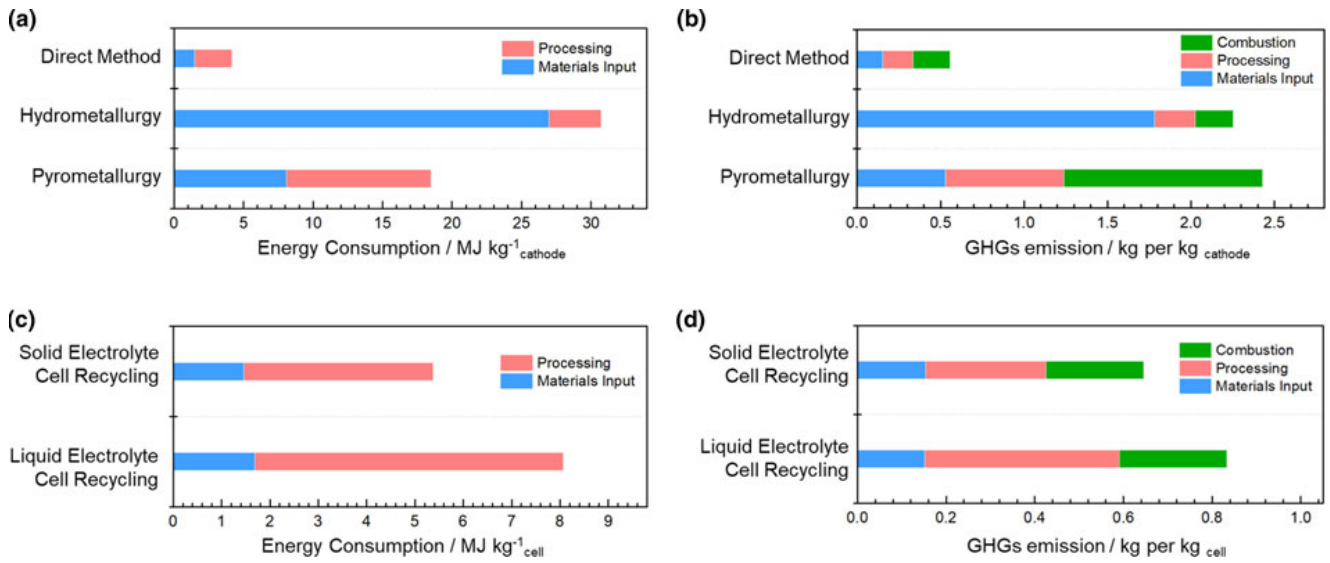 (a)
Direct Method
Hydrometallurgy
Pyrometallurgy
Processing
Materials Input
0 5 10 15 20 25 30
Energy Consumption / MJ kg⁻¹cathode
(b)
Direct Method
Hydrometallurgy
Pyrometallurgy
Combustion
Processing
Materials Input
0.0 0.5 1.0 1.5 2.0 2.5
GHGs emission / kg per kg cathode
(c)
Solid Electrolyte
Cell Recycling
Liquid Electrolyte
Cell Recycling
Processing
Materials Input
0 1 2 3 4 5 6 7 8 9
Energy Consumption / MJ kg⁻¹cell
(d)
Solid Electrolyte
Cell Recycling
Liquid Electrolyte
Cell Recycling
Combustion
Processing
Materials Input
0.0 0.2 0.4 0.6 0.8 1.0
GHGs emission / kg per kg cell